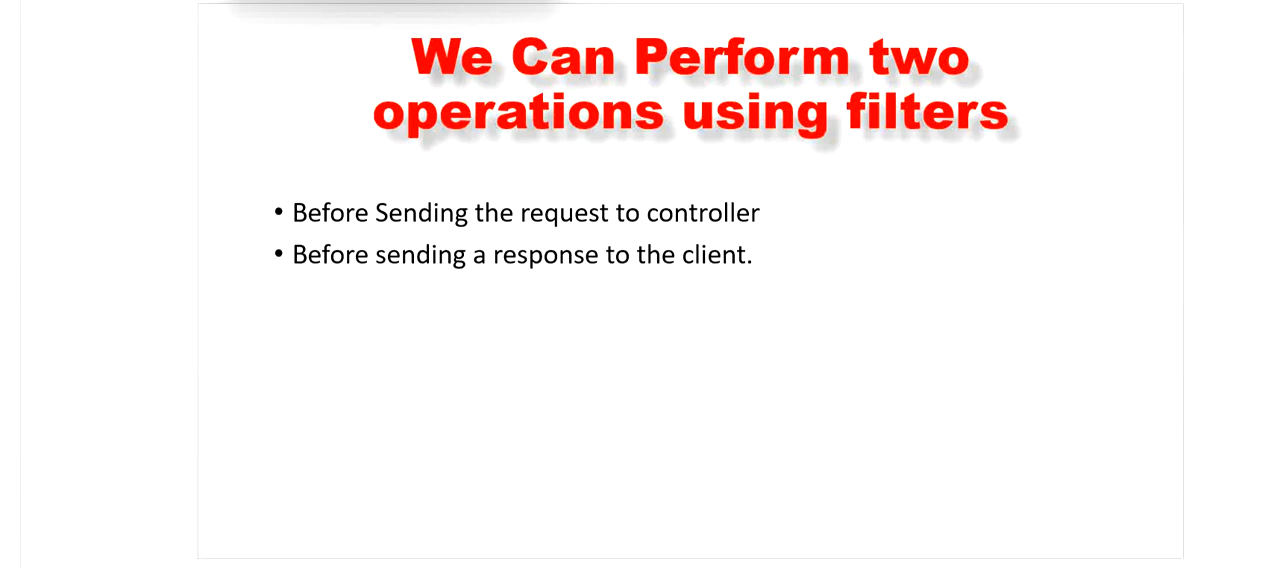 We Can Perform two
operations using filters
• Before Sending the request to controller
• Before sending a response to the client.